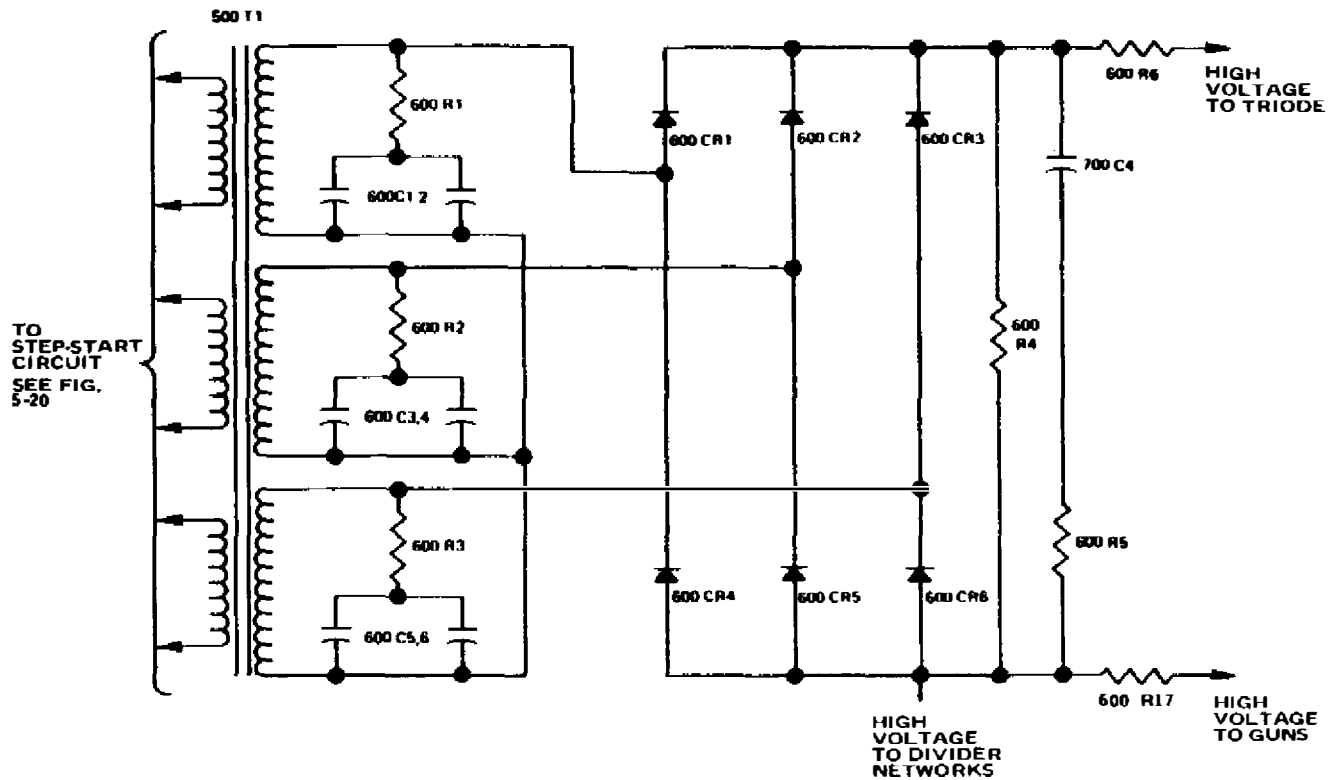 500 T1
600 R1
600C1 2
600 R2
600 C3,4
600 R3
600 C5,6
TO
STEP-START
CIRCUIT
SEE FIG.
5-20
600 CR1
600 CR2
600 CR3
600 CR4
600 CR5
600 CR6
600
R4
700 C4
600 R5
600 R6
HIGH
VOLTAGE
TO TRIODE
600 R17
HIGH
VOLTAGE
TO GUNS
HIGH
VOLTAGE
TO DIVIDER
NETWORKS